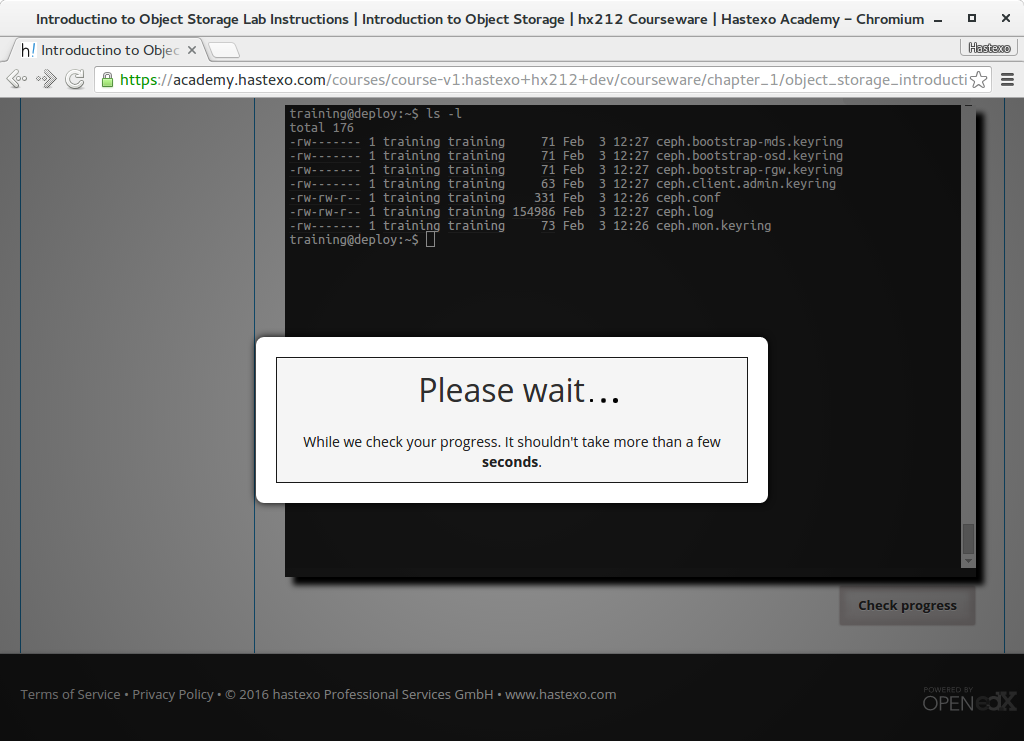 Introductino to Object Storage Lab Instructions | Introduction to Object Storage | hx212 Courseware | Hastexo Academy – Chromium
h! Introductino to Objec
Hastexo
https://academy.hastexo.com/courses/course-v1:hastexo+hx212+dev/courseware/chapter_1/object_storage_introducti
training@deploy:~$ ls -l
total 176
-rw------- 1 training training     71 Feb  3 12:27 ceph.bootstrap-mds.keyring
-rw------- 1 training training     71 Feb  3 12:27 ceph.bootstrap-osd.keyring
-rw------- 1 training training     71 Feb  3 12:27 ceph.bootstrap-rgw.keyring
-rw------- 1 training training     63 Feb  3 12:27 ceph.client.admin.keyring
-rw-rw-r-- 1 training training    331 Feb  3 12:26 ceph.conf
-rw-rw-r-- 1 training training 154986 Feb  3 12:27 ceph.log
-rw------- 1 training training     73 Feb  3 12:26 ceph.mon.keyring
training@deploy:~$
Please wait...
While we check your progress. It shouldn't take more than a few
seconds.
Check progress
Terms of Service • Privacy Policy • © 2016 hastexo Professional Services GmbH • www.hastexo.com
POWERED BY
OPEN edX